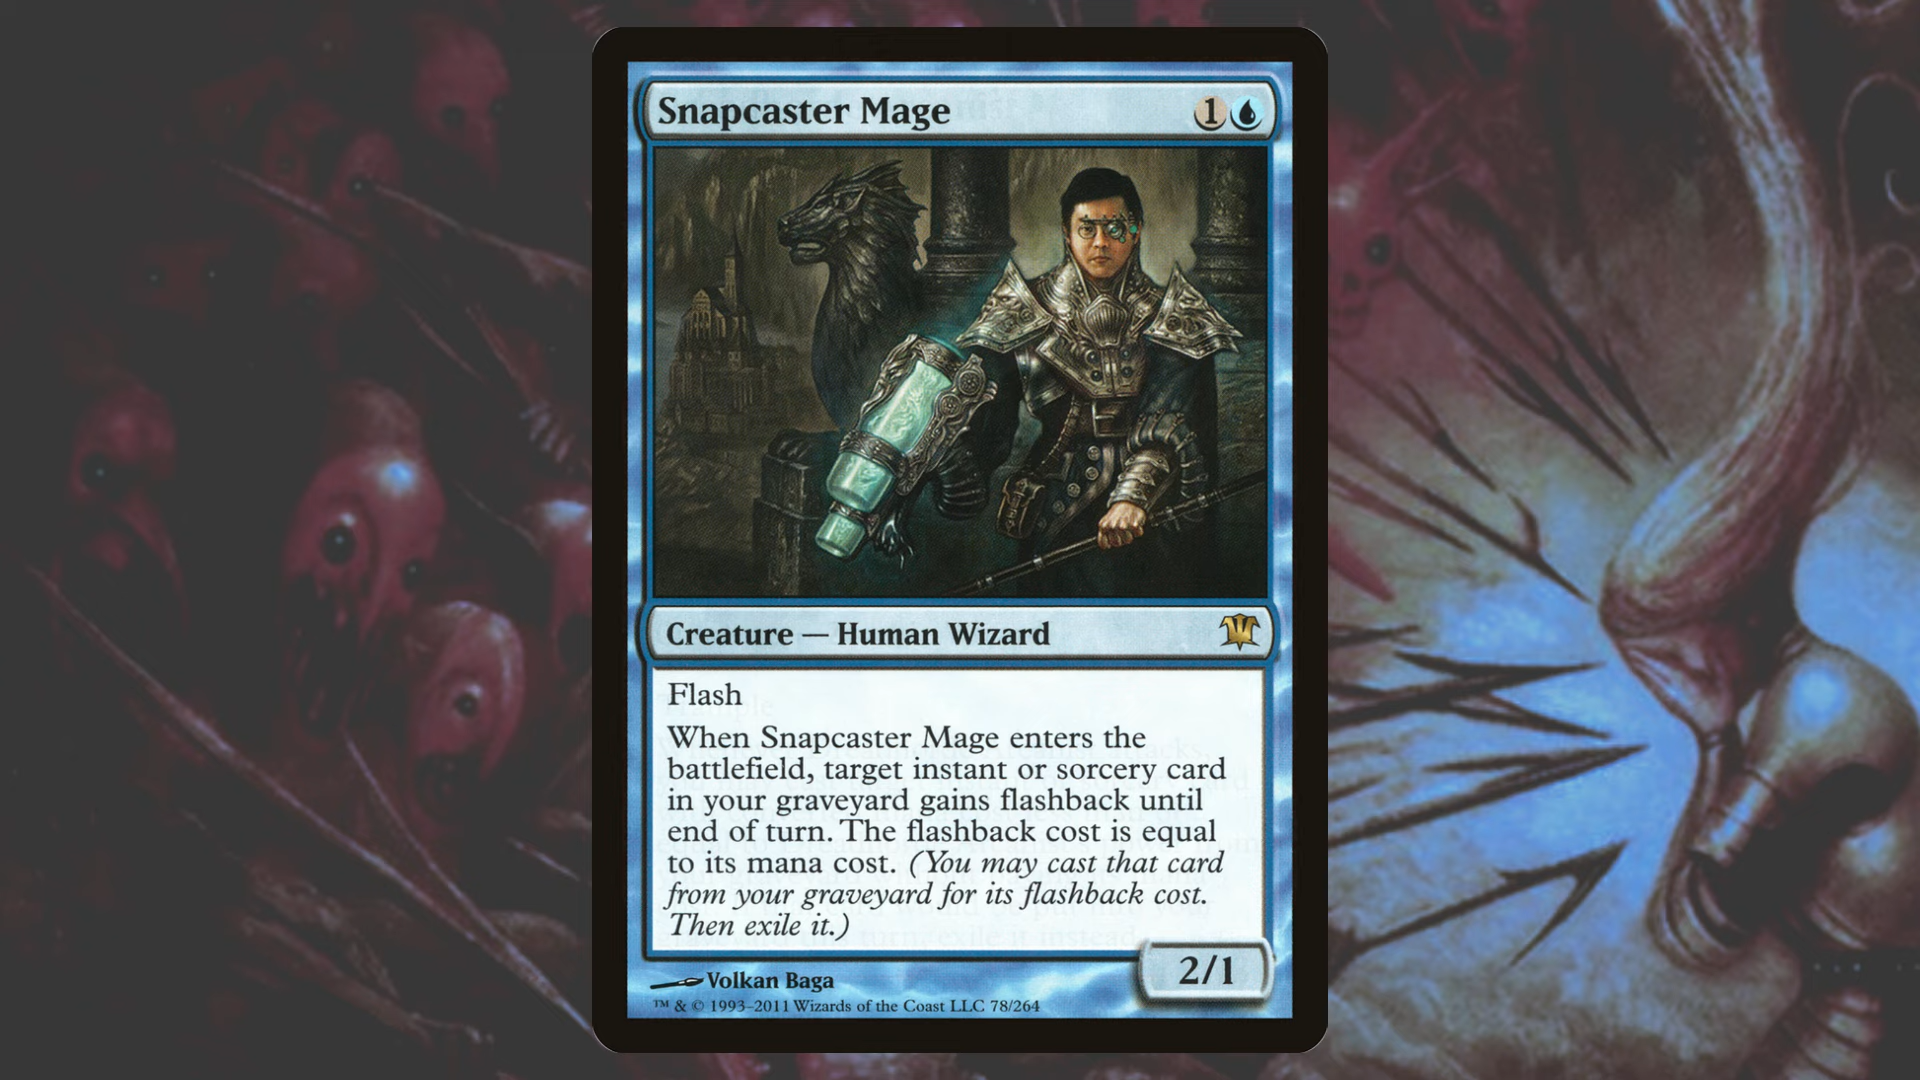 Snapcaster Mage 1
Creature — Human Wizard
Flash
When Snapcaster Mage enters the
battlefield, target instant or sorcery card
in your graveyard gains flashback until
end of turn. The flashback cost is equal
to its mana cost. (You may cast that card
from your graveyard for its flashback cost.
Then exile it.)
2/1
Volkan Baga
™ & © 1993–2011 Wizards of the Coast LLC 78/264